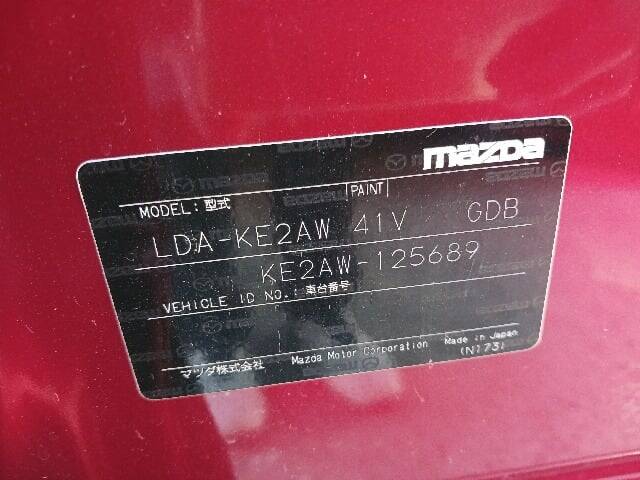 mazda
MODEL:型式 PAINT
LDA-KE2AW 41V GDB
KE2AW-125689
VEHICLE ID NO.:車台番号
マツダ株式会社 Mazda Motor Corporation Made in Japan
(N173)